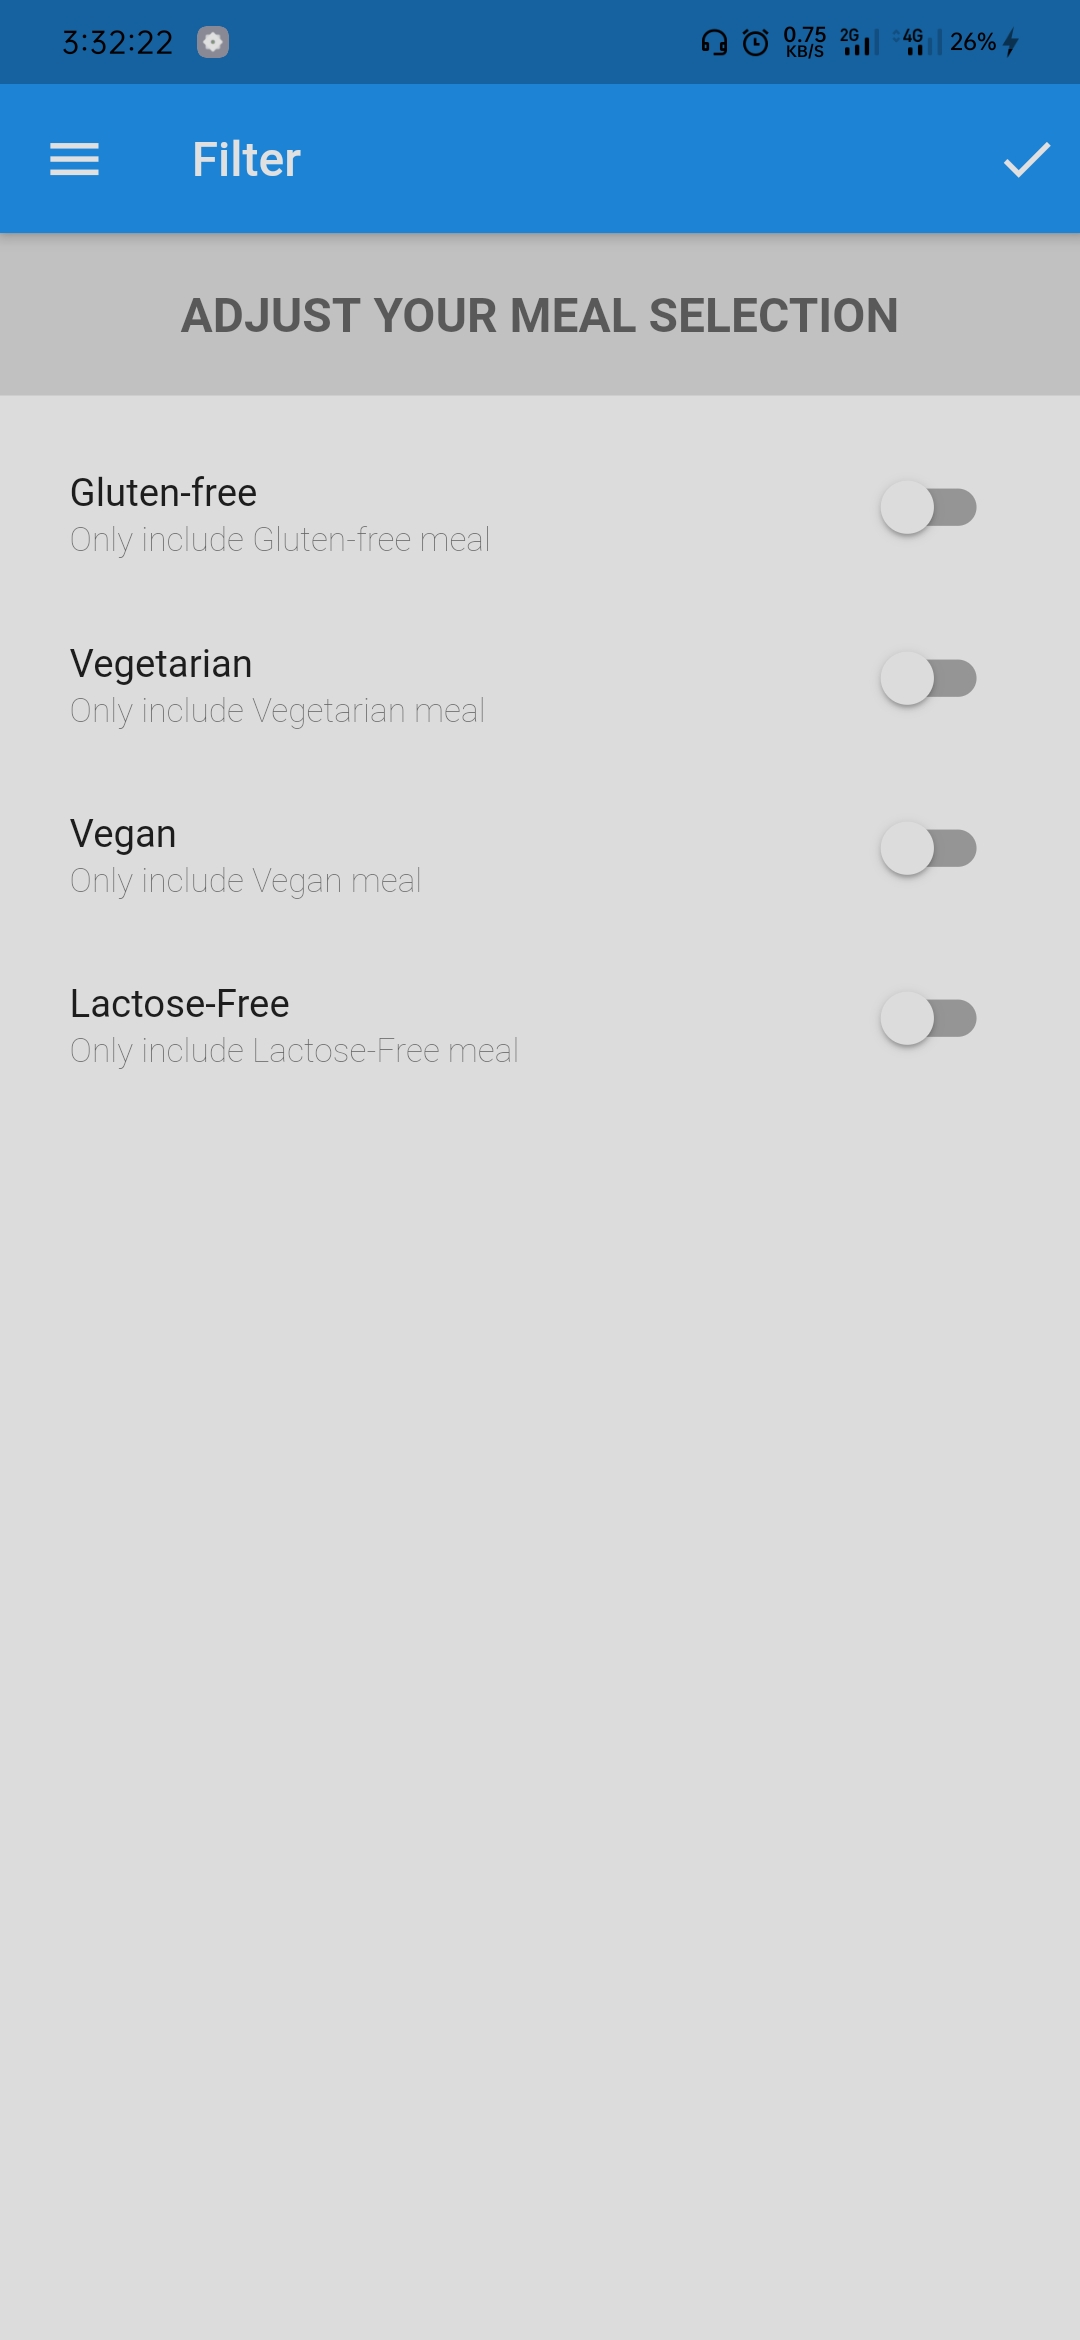 3:32:22 0.75 KB/S 2G 4G 26%
Filter
ADJUST YOUR MEAL SELECTION
Gluten-free
Only include Gluten-free meal
Vegetarian
Only include Vegetarian meal
Vegan
Only include Vegan meal
Lactose-Free
Only include Lactose-Free meal